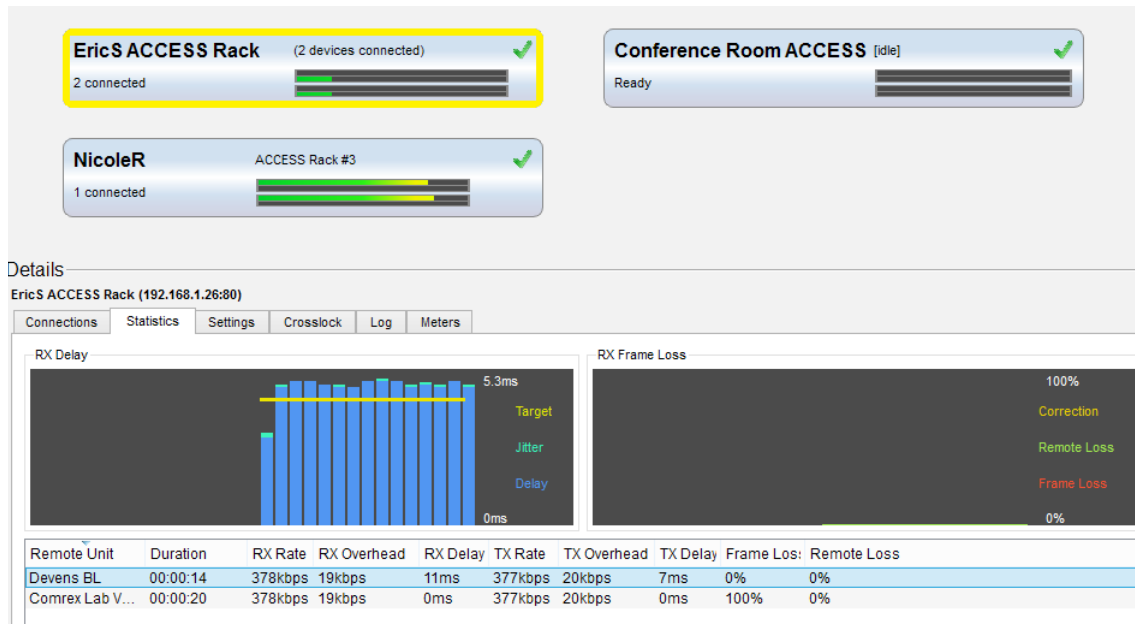 EricS ACCESS Rack (2 devices connected)
2 connected
Conference Room ACCESS [idle]
Ready
NicoleR ACCESS Rack #3
1 connected
Details
EricS ACCESS Rack (192.168.1.26:80)
Connections Statistics Settings Crosslock Log Meters
RX Delay
5.3ms
Target
Jitter
Delay
0ms
RX Frame Loss
100%
Correction
Remote Loss
Frame Loss
0%
Remote Unit Duration RX Rate RX Overhead RX Delay TX Rate TX Overhead TX Delay Frame Los: Remote Loss
Devens BL 00:00:14 378kbps 19kbps 11ms 377kbps 20kbps 7ms 0% 0%
Comrex Lab V... 00:00:20 378kbps 19kbps 0ms 377kbps 20kbps 0ms 100% 0%